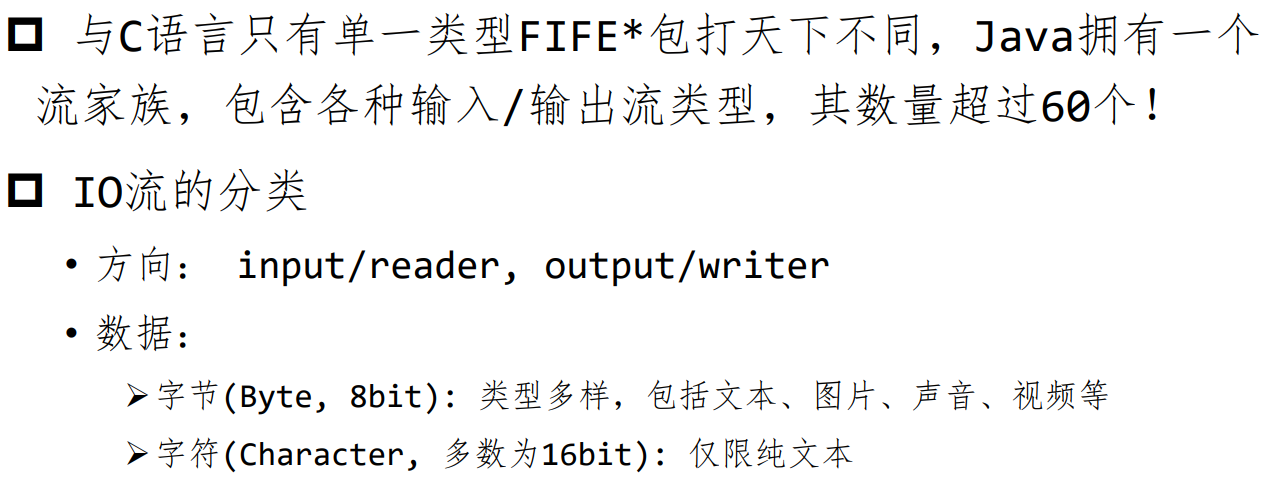 与C语言只有单一类型FIFE*包打天下不同，Java拥有一个
流家族，包含各种输入/输出流类型，其数量超过60个！
IO流的分类
• 方向： input/reader, output/writer
• 数据：
➢字节(Byte, 8bit): 类型多样，包括文本、图片、声音、视频等
➢字符(Character, 多数为16bit): 仅限纯文本